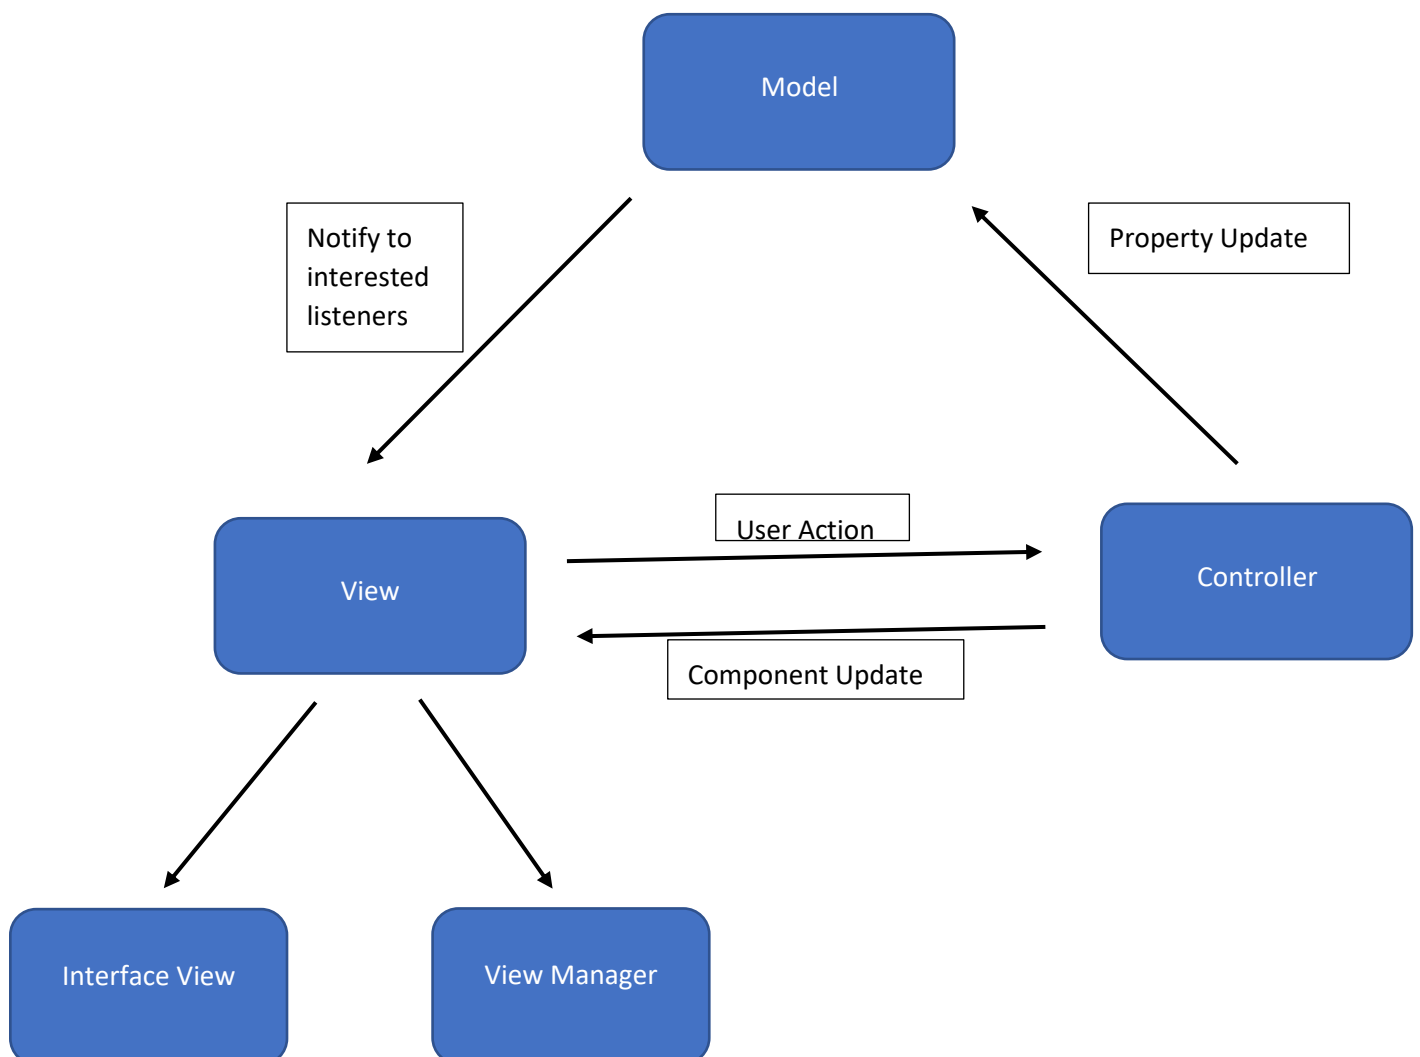 Model
Notify to
interested
listeners
Property Update
User Action
View
Controller
Component Update
Interface View
View Manager